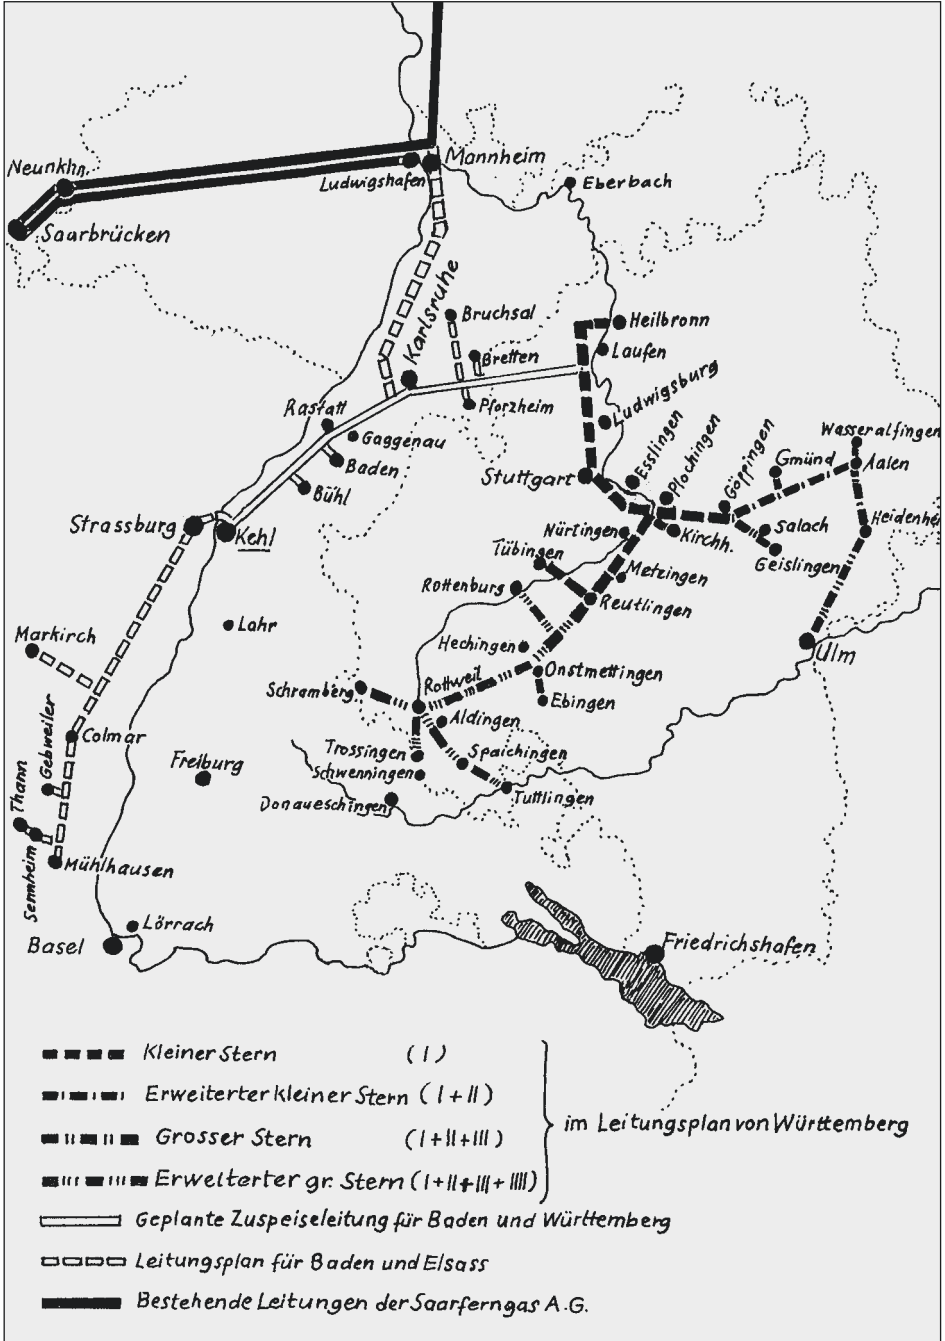 Neunkhn.
Mannheim
Ludwigshafen
Eberbach
Saarbrücken
Karlsruhe
Bruchsal
Heilbronn
Laufen
Bretten
Pforzheim
Ludwigsburg
Rastatt
Gaggenau
Baden
Bühl
Esslingen
Plochingen
Göppingen
Wasseralfingen
Gmünd
Aalen
Stuttgart
Strassburg
Kehl
Nürtingen
Kirchh.
Salach
Heidenhei
Geislingen
Tübingen
Metzingen
Rottenburg
Reutlingen
Lahr
Markirch
Hechingen
Ulm
Onstmettingen
Schramberg
Rottweil
Ebingen
Aldingen
Gebweiler
Colmar
Trossingen
Spaichingen
Freiburg
Schwenningen
Thann
Donaueschingen
Tuttlingen
Sennheim
Mühlhausen
Lörrach
Basel
Friedrichshafen
Kleiner Stern (I)
Erweiterter kleiner Stern (I+II)
Grosser Stern (I+II+III)
Erweiterter gr. Stern (I+II+III+IIII)
im Leitungsplan von Württemberg
Geplante Zuspeiseleitung für Baden und Württemberg
Leitungsplan für Baden und Elsass
Bestehende Leitungen der Saarferngas A.G.